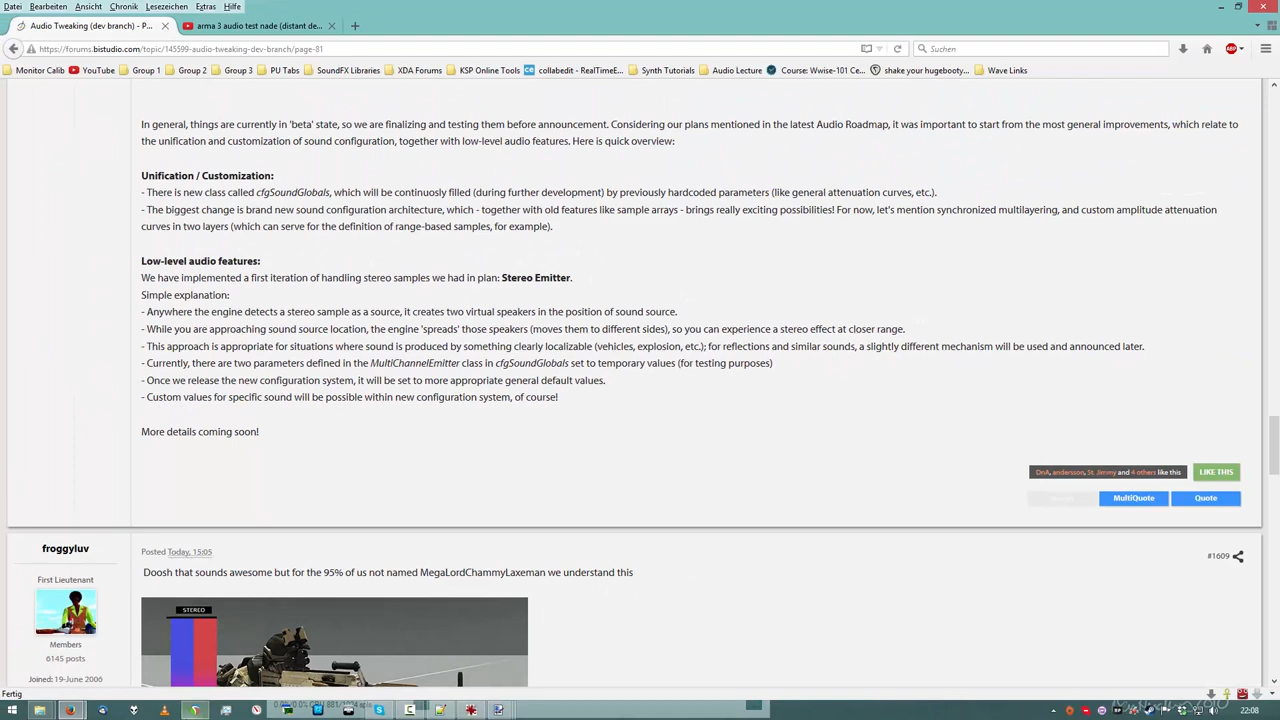 Datei Bearbeiten Ansicht Chronik Lesezeichen Extras Hilfe
Audio Tweaking (dev branch) - P...
arma 3 audio test nade (distant de...
https://forums.bistudio.com/topic/145599-audio-tweaking-dev-branch/page-81
Suchen
ABP
Monitor Calib YouTube Group 1 Group 2 Group 3 PU Tabs SoundFX Libraries XDA Forums KSP Online Tools collabedit - RealTimeE... Synth Tutorials Audio Lecture Course: Wwise-101 Ce... shake your hugebooty... Wave Links
In general, things are currently in 'beta' state, so we are finalizing and testing them before announcement. Considering our plans mentioned in the latest Audio Roadmap, it was important to start from the most general improvements, which relate to
the unification and customization of sound configuration, together with low-level audio features. Here is quick overview:
Unification / Customization:
- There is new class called cfgSoundGlobals, which will be continuosly filled (during further development) by previously hardcoded parameters (like general attenuation curves, etc.).
- The biggest change is brand new sound configuration architecture, which - together with old features like sample arrays - brings really exciting possibilities! For now, let's mention synchronized multilayering, and custom amplitude attenuation
curves in two layers (which can serve for the definition of range-based samples, for example).
Low-level audio features:
We have implemented a first iteration of handling stereo samples we had in plan: Stereo Emitter.
Simple explanation:
- Anywhere the engine detects a stereo sample as a source, it creates two virtual speakers in the position of sound source.
- While you are approaching sound source location, the engine 'spreads' those speakers (moves them to different sides), so you can experience a stereo effect at closer range.
- This approach is appropriate for situations where sound is produced by something clearly localizable (vehicles, explosion, etc.); for reflections and similar sounds, a slightly different mechanism will be used and announced later.
- Currently, there are two parameters defined in the MultiChannelEmitter class in cfgSoundGlobals set to temporary values (for testing purposes)
- Once we release the new configuration system, it will be set to more appropriate general default values.
- Custom values for specific sound will be possible within new configuration system, of course!
More details coming soon!
DnA, andersson, St. Jimmy and 4 others like this
LIKE THIS
MultiQuote
Quote
froggyluv
Posted Today, 15:05
#1609
Doosh that sounds awesome but for the 95% of us not named MegaLordChammyLaxeman we understand this
First Lieutenant
STEREO
Members
6145 posts
Joined: 19-June 2006
Fertig
22:08